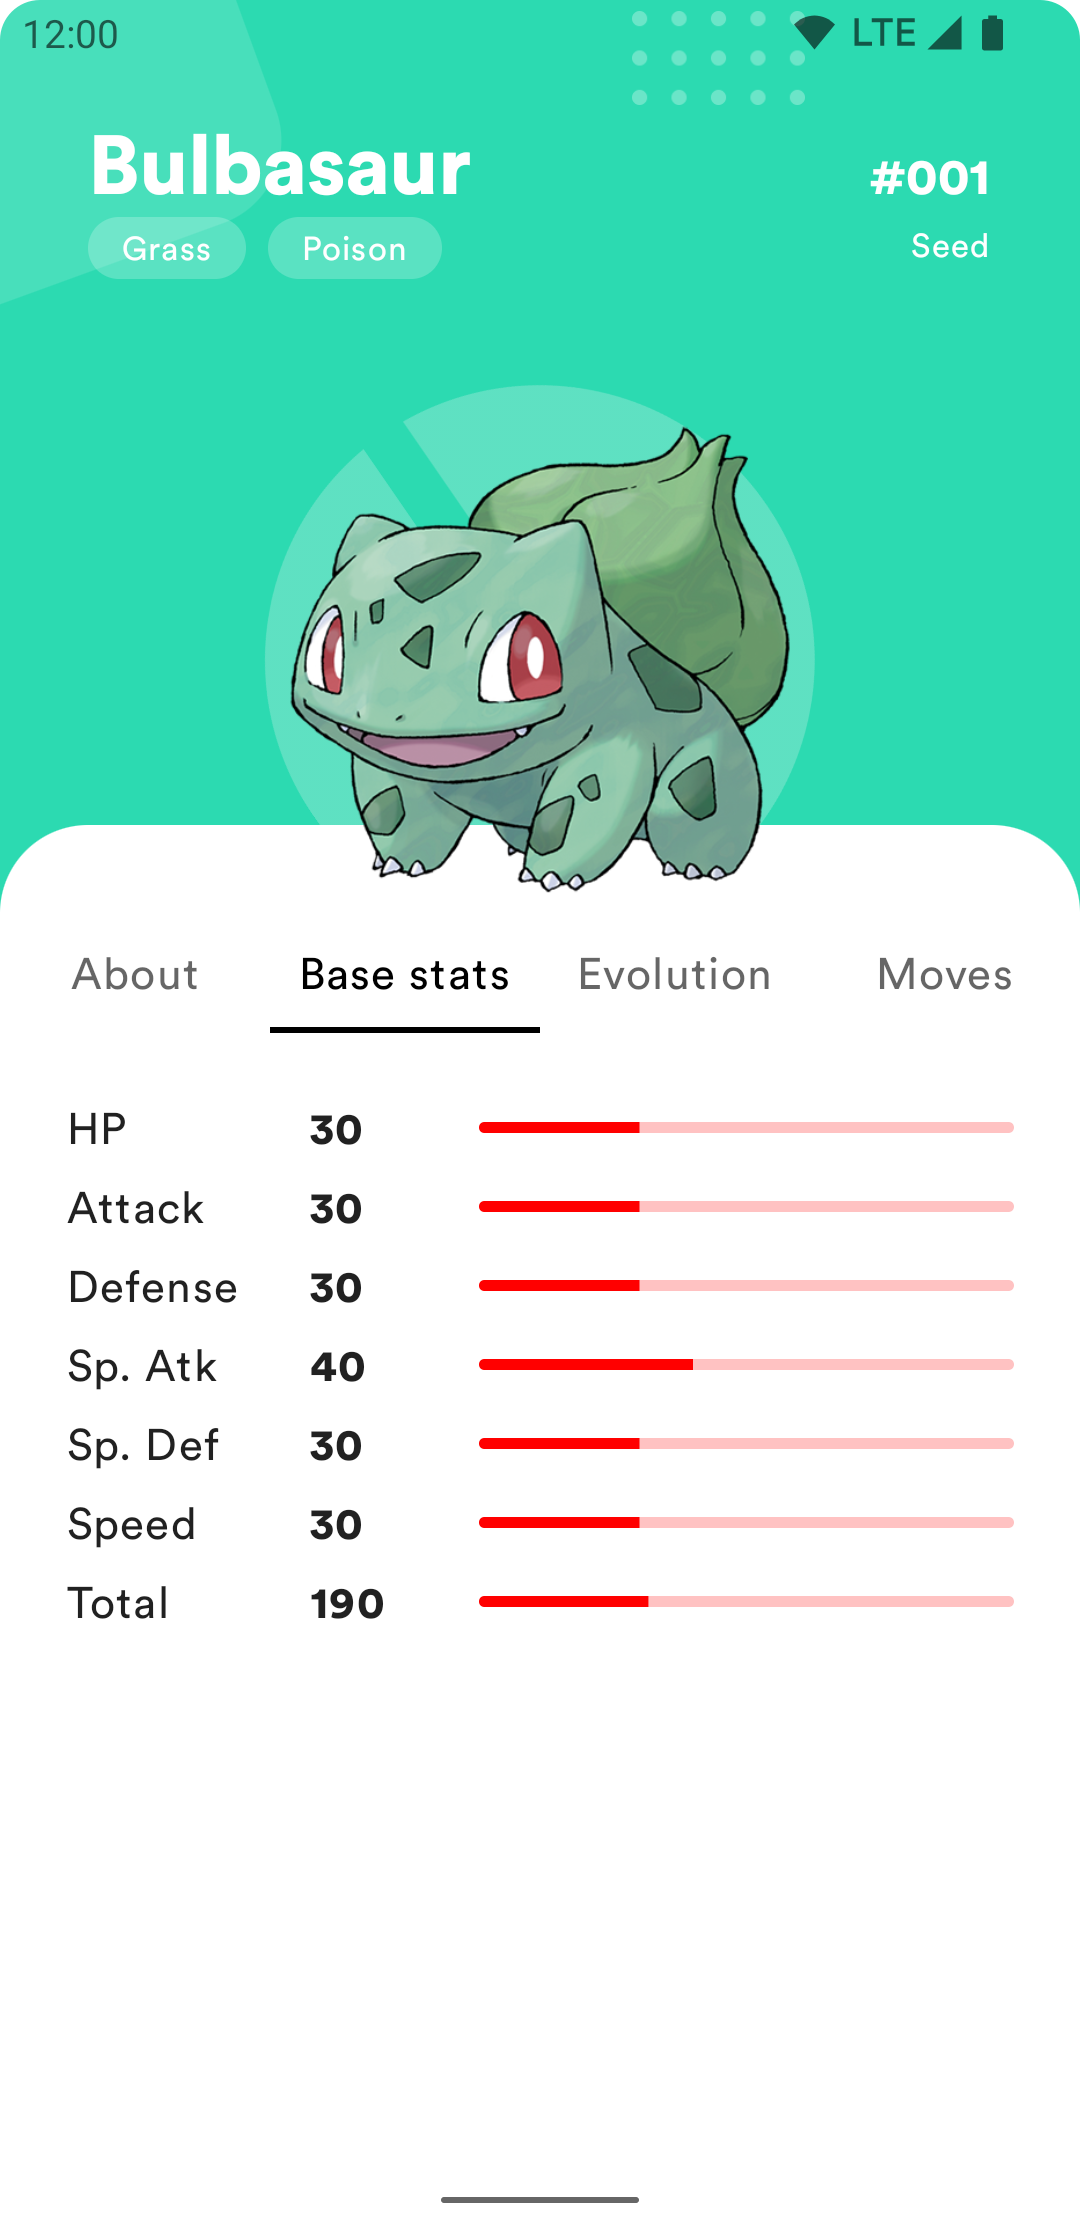 12:00 LTE
Bulbasaur #001
Grass Poison Seed
About Base stats Evolution Moves
HP 30
Attack 30
Defense 30
Sp. Atk 40
Sp. Def 30
Speed 30
Total 190